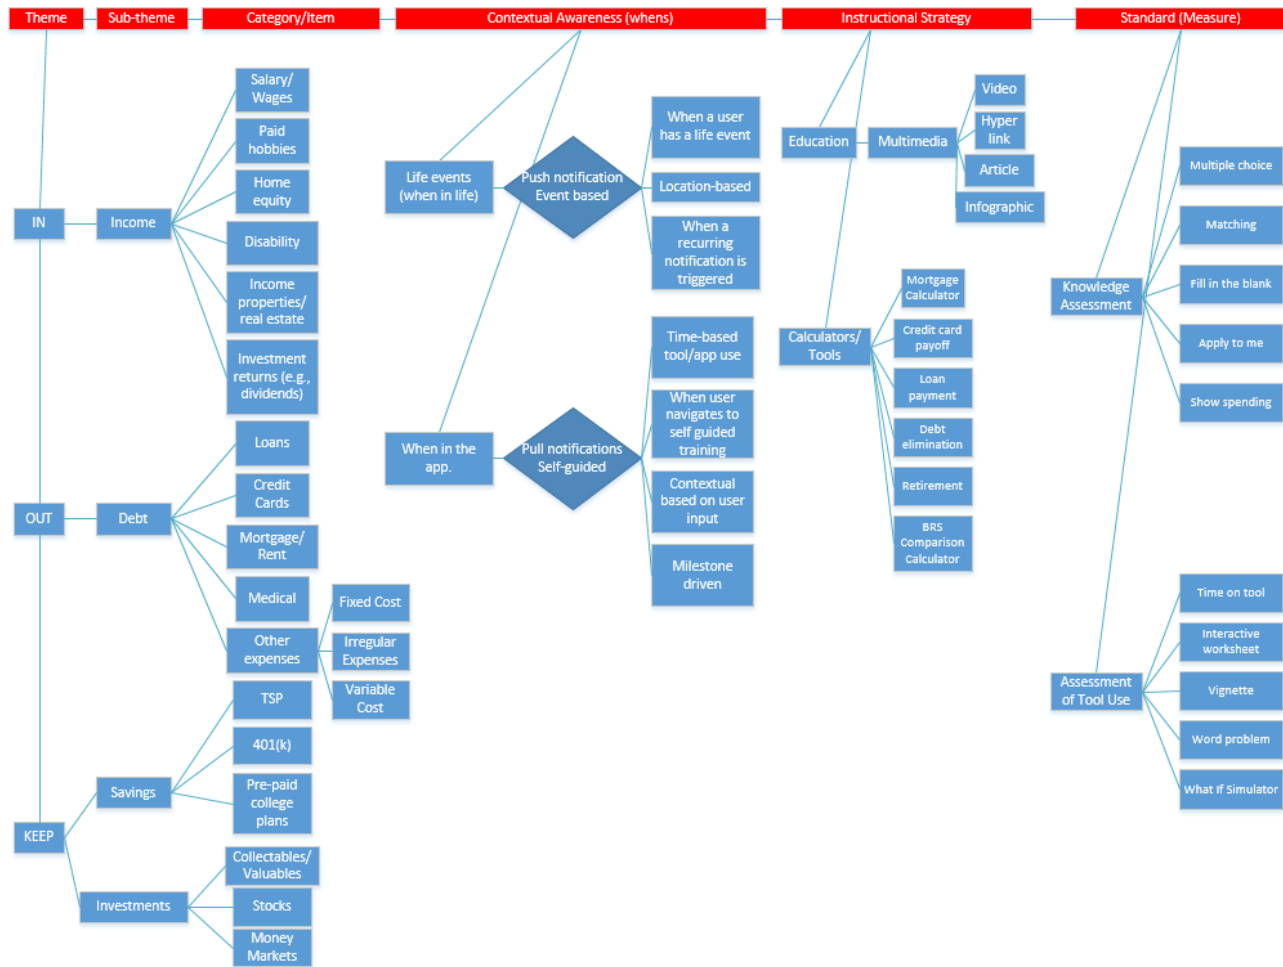 Theme
Sub-theme
Category/Item
Contextual Awareness (whens)
Instructional Strategy
Standard (Measure)
IN
Income
Salary/
Wages
Paid
hobbies
Home
equity
Disability
Income
properties/
real estate
Investment
returns (e.g.,
dividends)
OUT
Debt
Loans
Credit
Cards
Mortgage/
Rent
Medical
Other
expenses
Fixed Cost
Irregular
Expenses
Variable
Cost
KEEP
Savings
TSP
401(k)
Pre-paid
college
plans
Investments
Collectables/
Valuables
Stocks
Money
Markets
Life events
(when in life)
Push notification
Event based
When a user
has a life event
Location-based
When a
recurring
notification is
triggered
When in the
app.
Pull notifications
Self-guided
Time-based
tool/app use
When user
navigates to
self guided
training
Contextual
based on user
input
Milestone
driven
Education
Multimedia
Video
Hyper
link
Article
Infographic
Calculators/
Tools
Mortgage
Calculator
Credit card
payoff
Loan
payment
Debt
elimination
Retirement
BRS
Comparison
Calculator
Knowledge
Assessment
Multiple choice
Matching
Fill in the blank
Apply to me
Show spending
Assessment
of Tool Use
Time on tool
Interactive
worksheet
Vignette
Word problem
What If Simulator